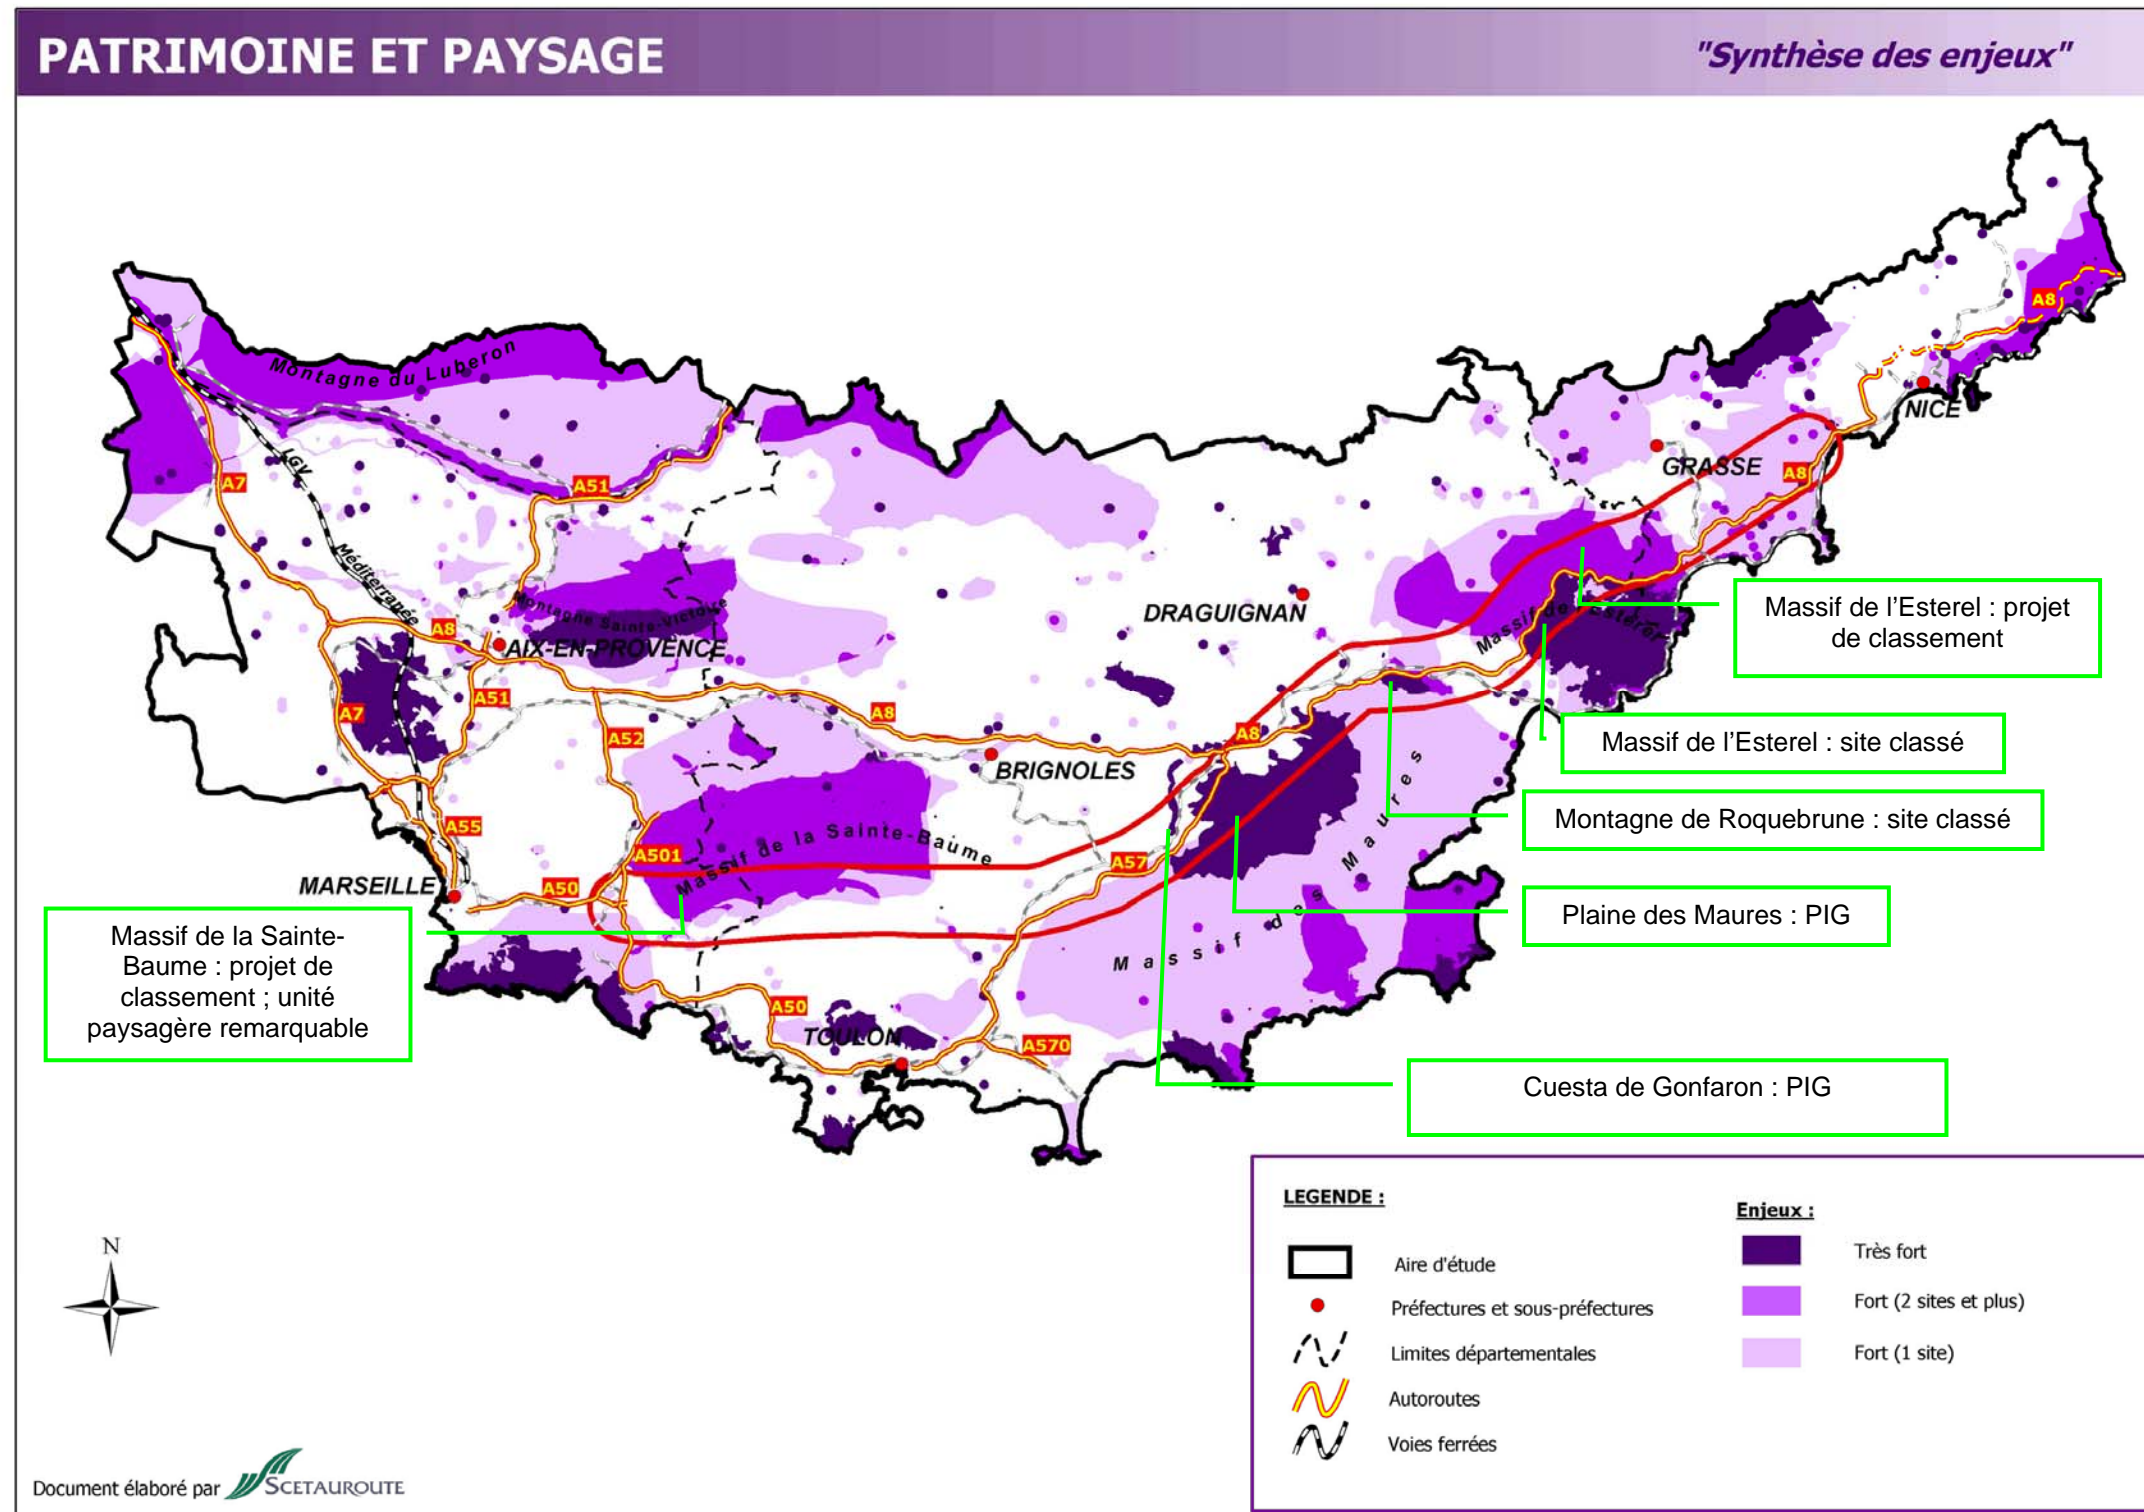 PATRIMOINE ET PAYSAGE
"Synthèse des enjeux"
Montagne du Luberon
A7
LGV
Méditerranée
A51
A8
Montagne Sainte-Victoire
AIX-EN-PROVENCE
A51
A7
A52
A8
A55
A501
Massif de la Sainte-Baume
MARSEILLE
A50
BRIGNOLES
DRAGUIGNAN
GRASSE
NICE
A8
A8
A8
A57
Massif de l'Esterel
Massif des Maures
A50
TOULON
A570
Massif de l'Esterel : projet
de classement
Massif de l'Esterel : site classé
Montagne de Roquebrune : site classé
Plaine des Maures : PIG
Cuesta de Gonfaron : PIG
Massif de la Sainte-
Baume : projet de
classement ; unité
paysagère remarquable
N
LEGENDE :
Aire d'étude
Préfectures et sous-préfectures
Limites départementales
Autoroutes
Voies ferrées
Enjeux :
Très fort
Fort (2 sites et plus)
Fort (1 site)
Document élaboré par SCETAUROUTE